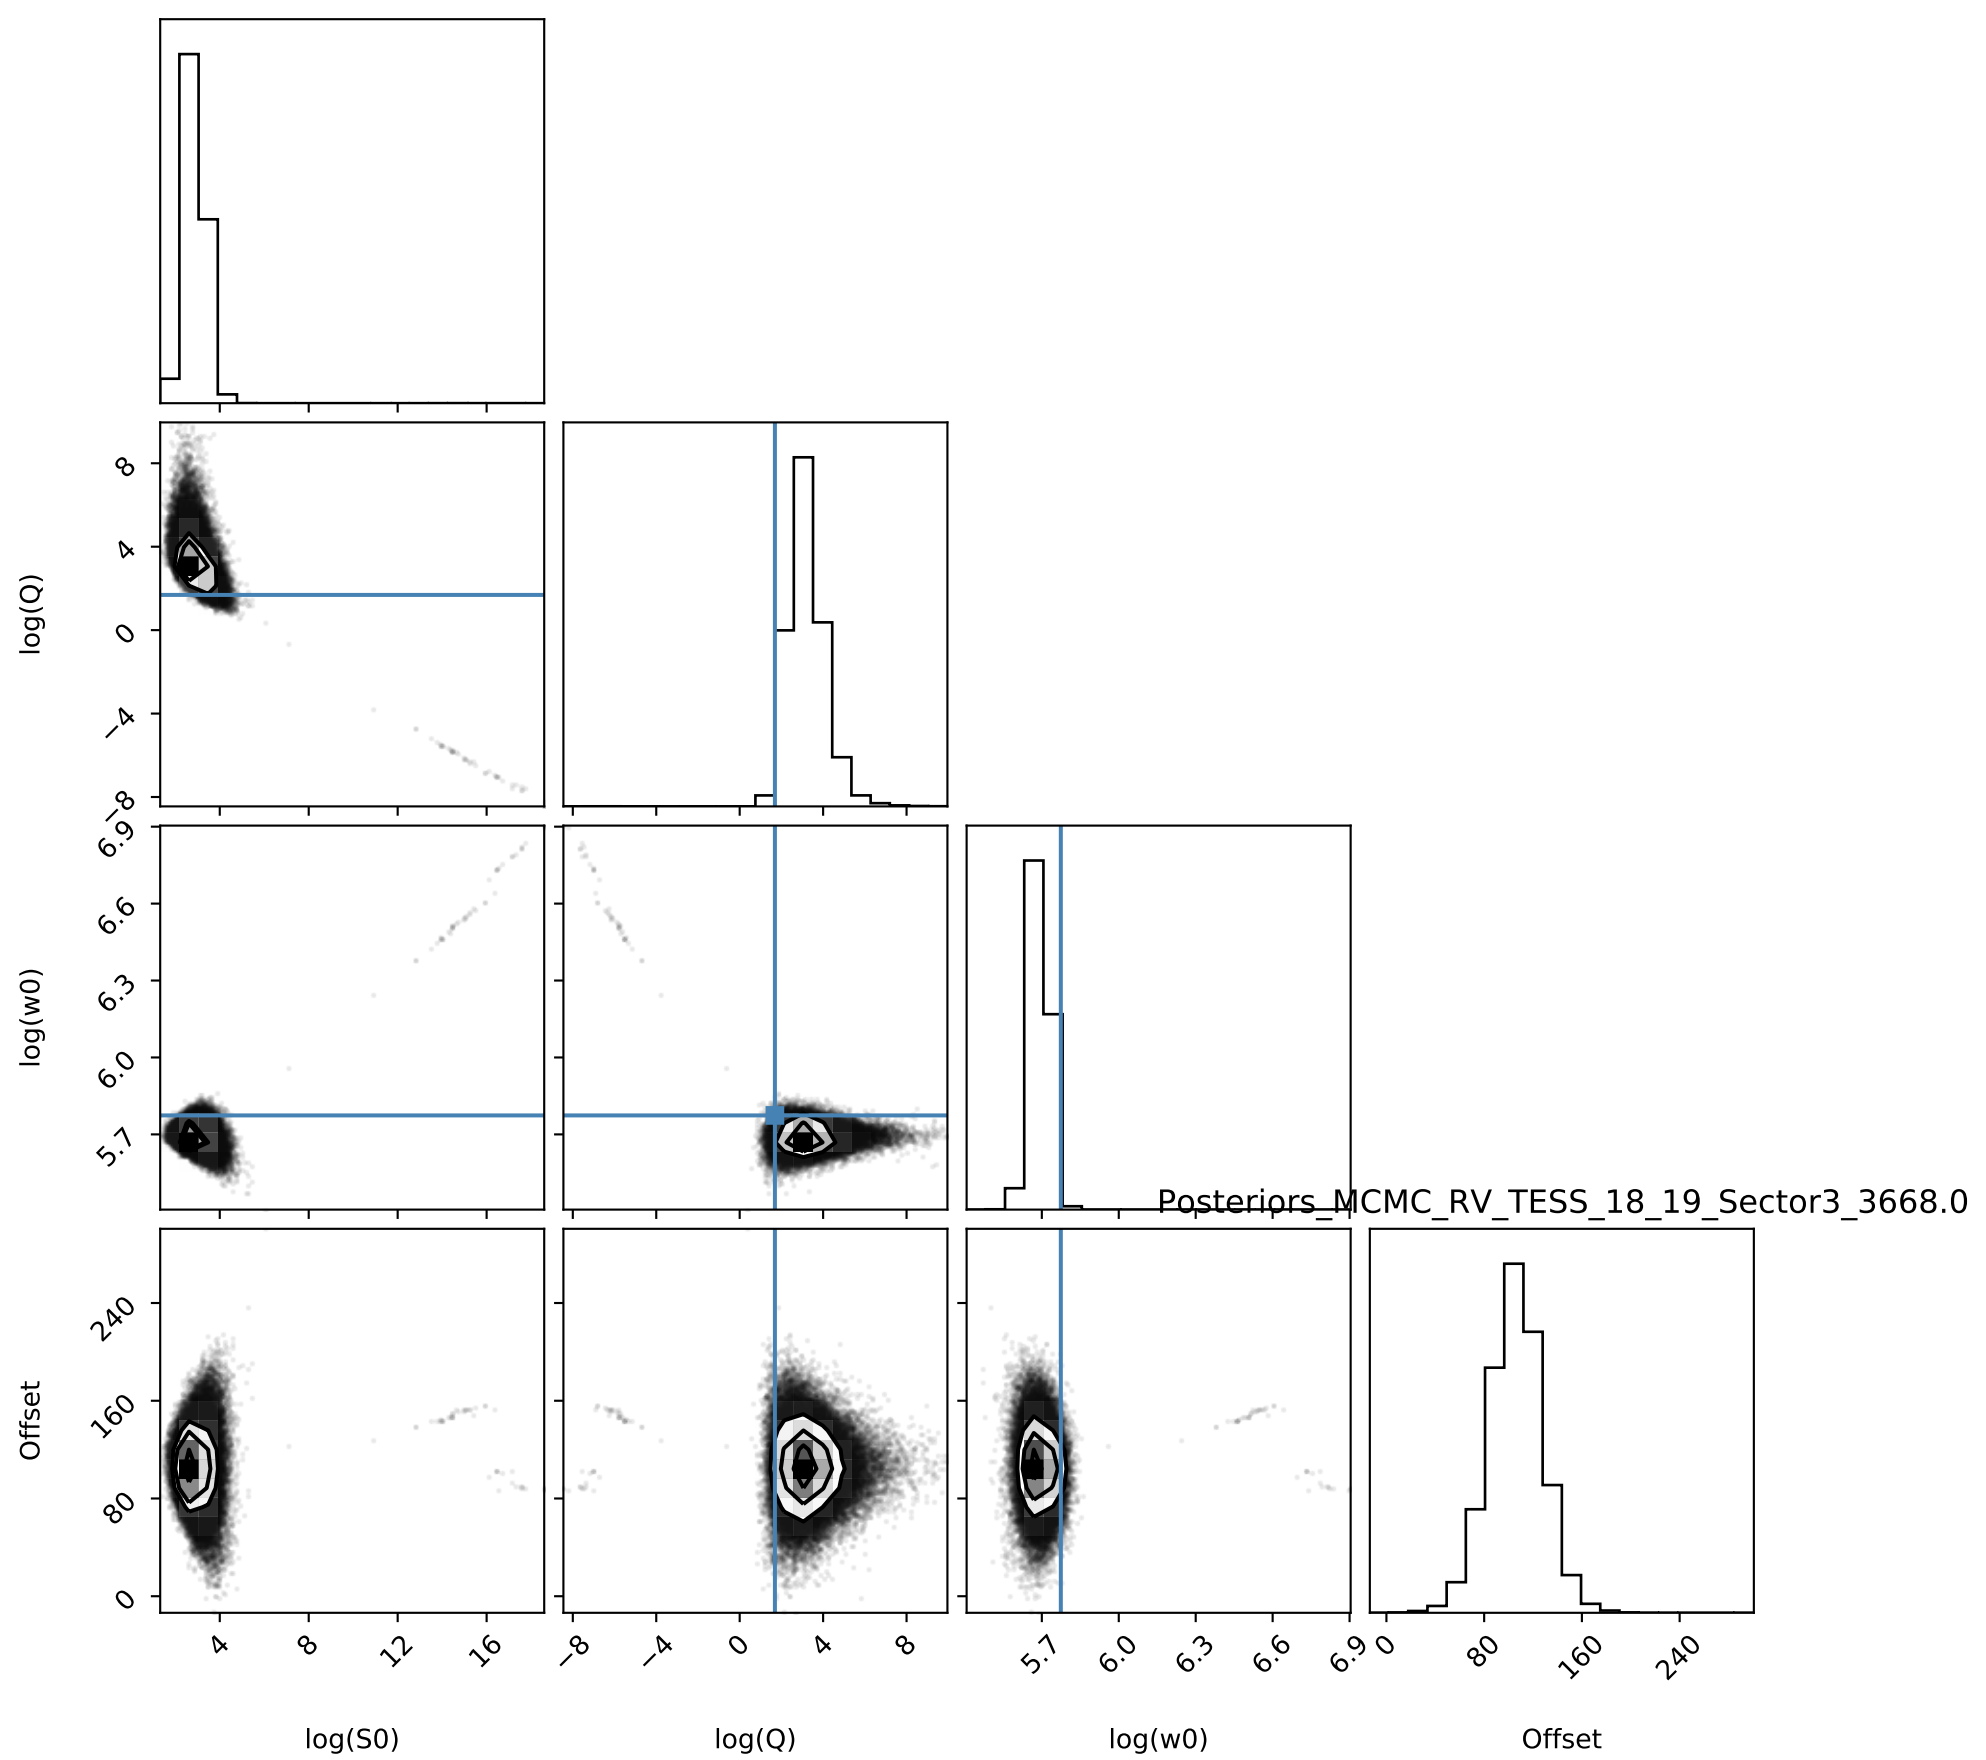 8
4
0
−4
−8
log(Q)
6.9
6.6
6.3
6.0
5.7
log(w0)
Posteriors_MCMC_RV_TESS_18_19_Sector3_3668.0
240
160
80
0
Offset
4 8 12 16
−8 −4 0 4 8
5.7 6.0 6.3 6.6 6.9
0 80 160 240
log(S0) log(Q) log(w0) Offset